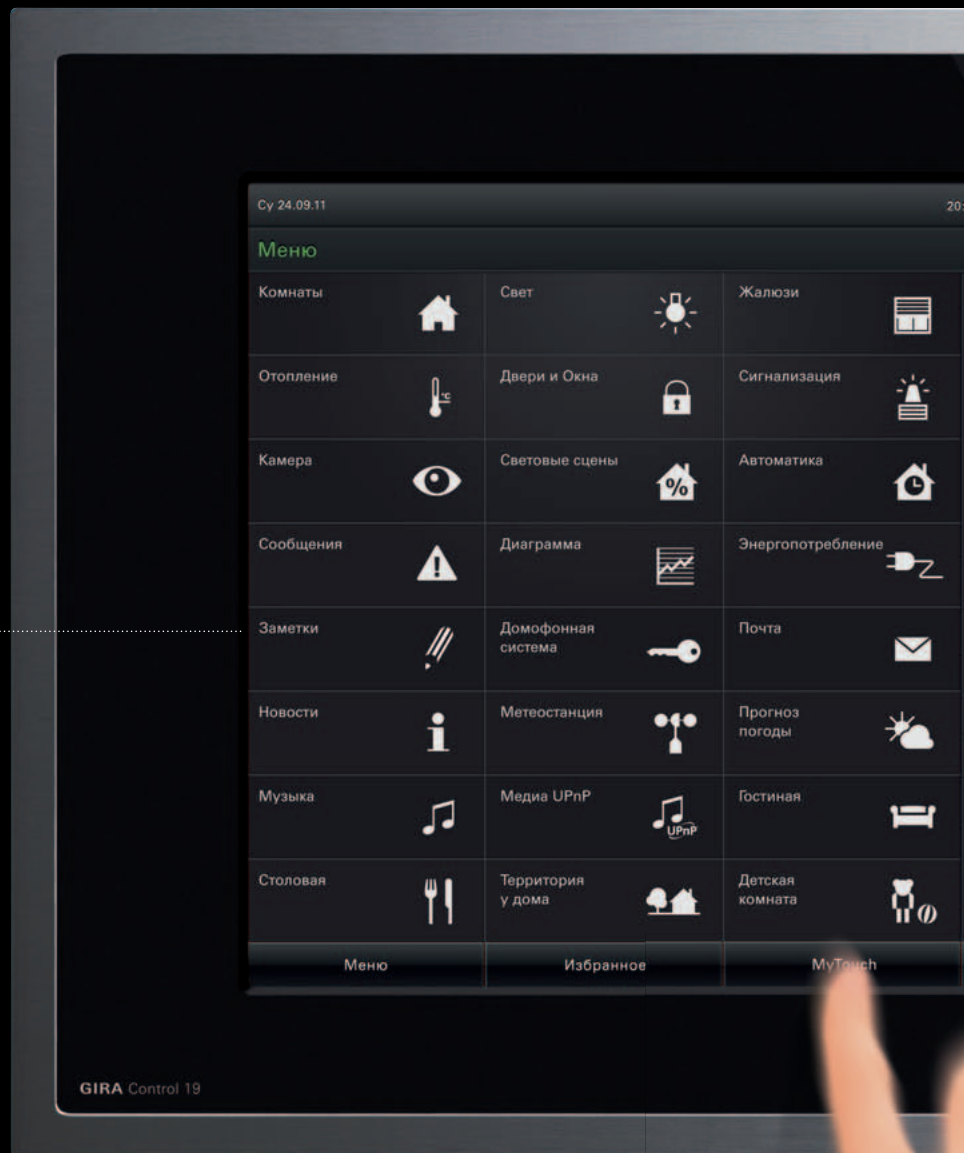 Су 24.09.11
20:
Меню
Комнаты
Свет
Жалюзи
Отопление
°C
Двери и Окна
Сигнализация
Камера
Световые сцены
%
Автоматика
Сообщения
!
Диаграмма
Энергопотребление
Заметки
Домофонная
система
Почта
Новости
i
Метеостанция
Прогноз
погоды
Музыка
Медиа UPnP
UPnP
Гостиная
Столовая
Территория
у дома
Детская
комната
Меню
Избранное
MyTouch
GIRA Control 19